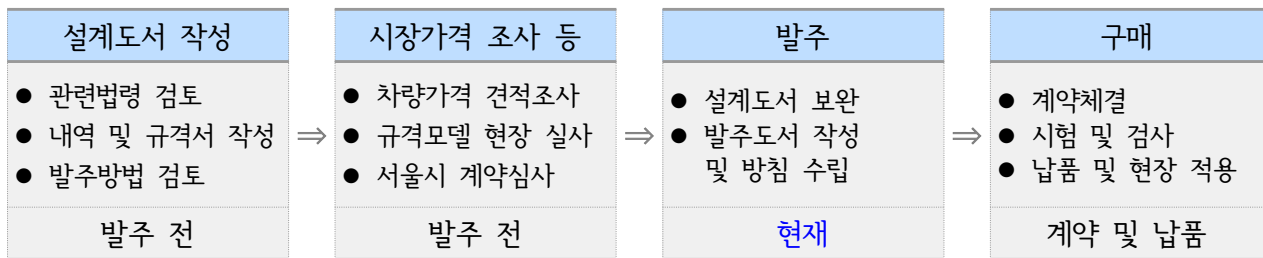 설계도서 작성
● 관련법령 검토
● 내역 및 규격서 작성
● 발주방법 검토
발주 전
⇒
시장가격 조사 등
● 차량가격 견적조사
● 규격모델 현장 실사
● 서울시 계약심사
발주 전
⇒
발주
● 설계도서 보완
● 발주도서 작성
및 방침 수립
현재
⇒
구매
● 계약체결
● 시험 및 검사
● 납품 및 현장 적용
계약 및 납품